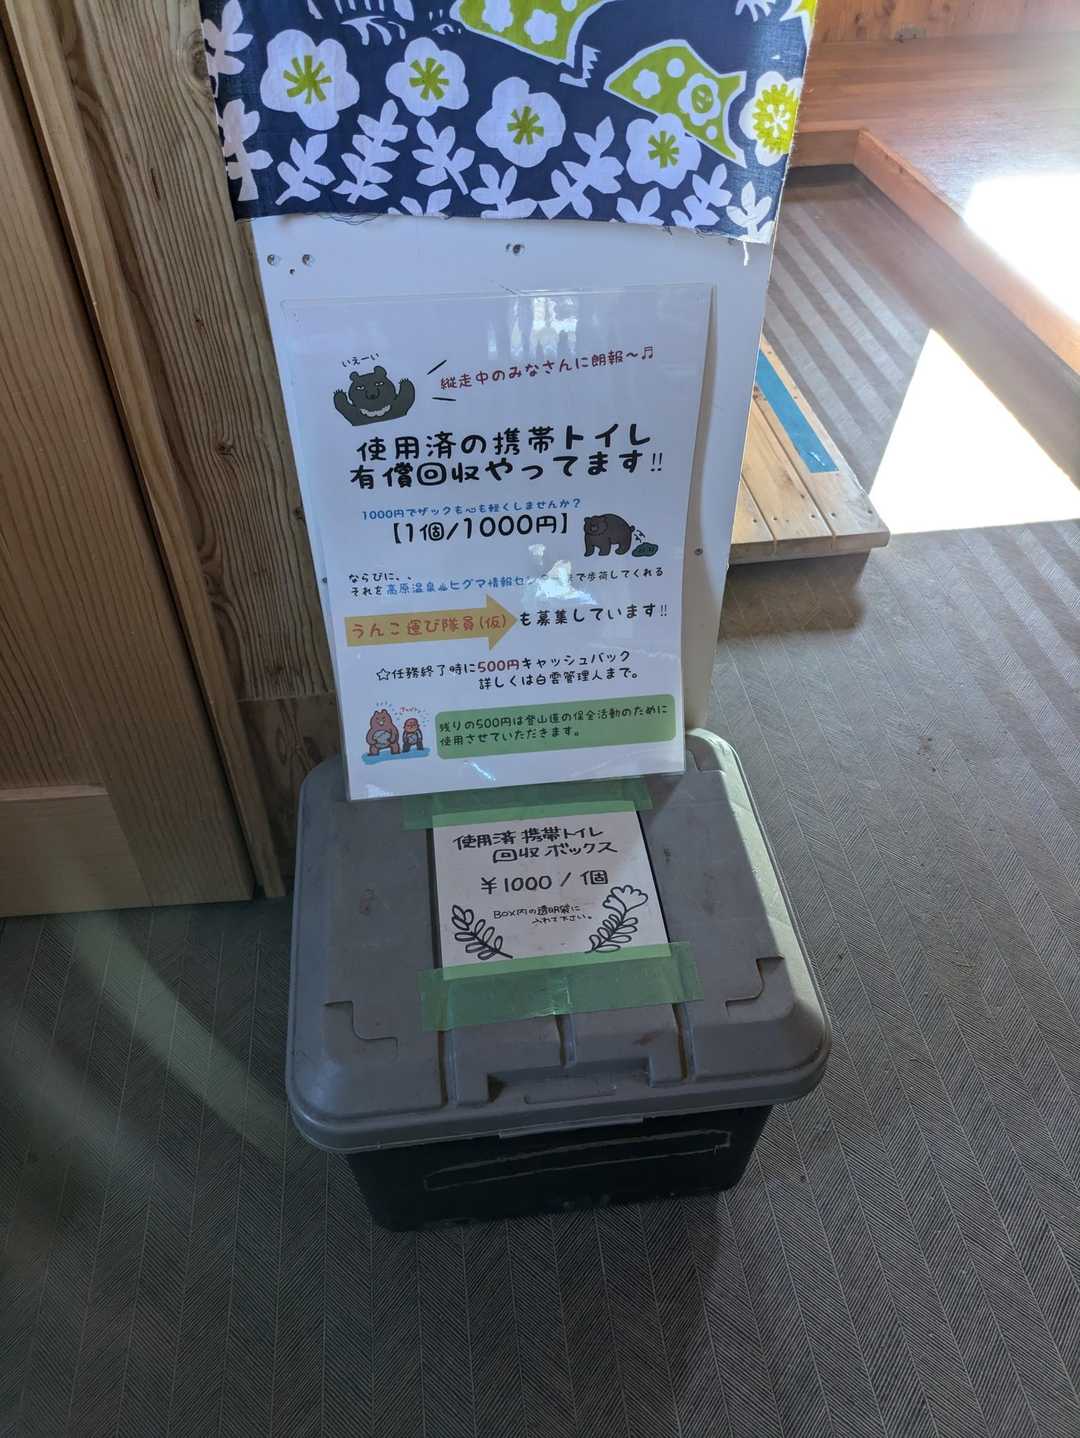 いえーい
縦走中のみなさんに朗報～♬
使用済の携帯トイレ
有償回収やってます!!
1000円でザックも心も軽くしませんか？
【1個/1000円】
ならびに、、
それを高原温泉♨ヒグマ情報セン まで歩荷してくれる
うんこ運び隊員(仮)も募集しています!!
☆任務終了時に500円キャッシュバック
詳しくは白雲管理人まで。
残りの500円は登山道の保全活動のために
使用させていただきます。
使用済 携帯トイレ
回収ボックス
¥1000 / 個
BOX内の透明袋に
入れて下さい。